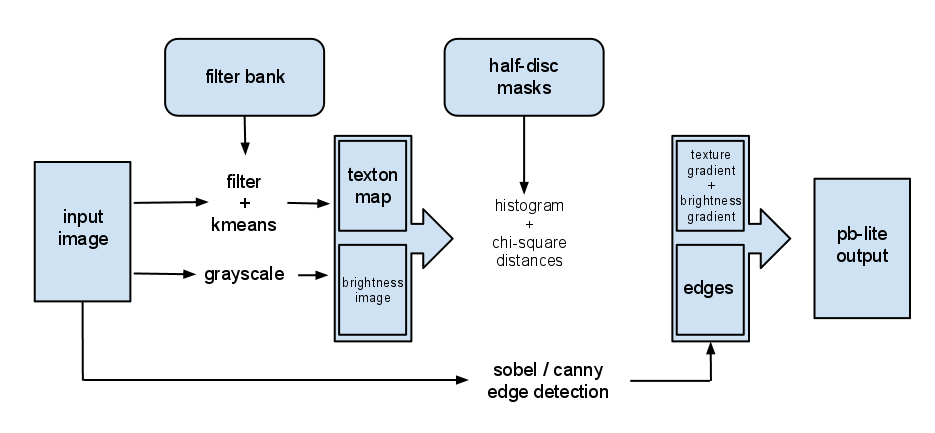 filter bank
half-disc
masks
input
image
filter
+
kmeans
grayscale
texton
map
brightness
image
histogram
+
chi-square
distances
texture
gradient
+
brightness
gradient
edges
pb-lite
output
sobel / canny
edge detection